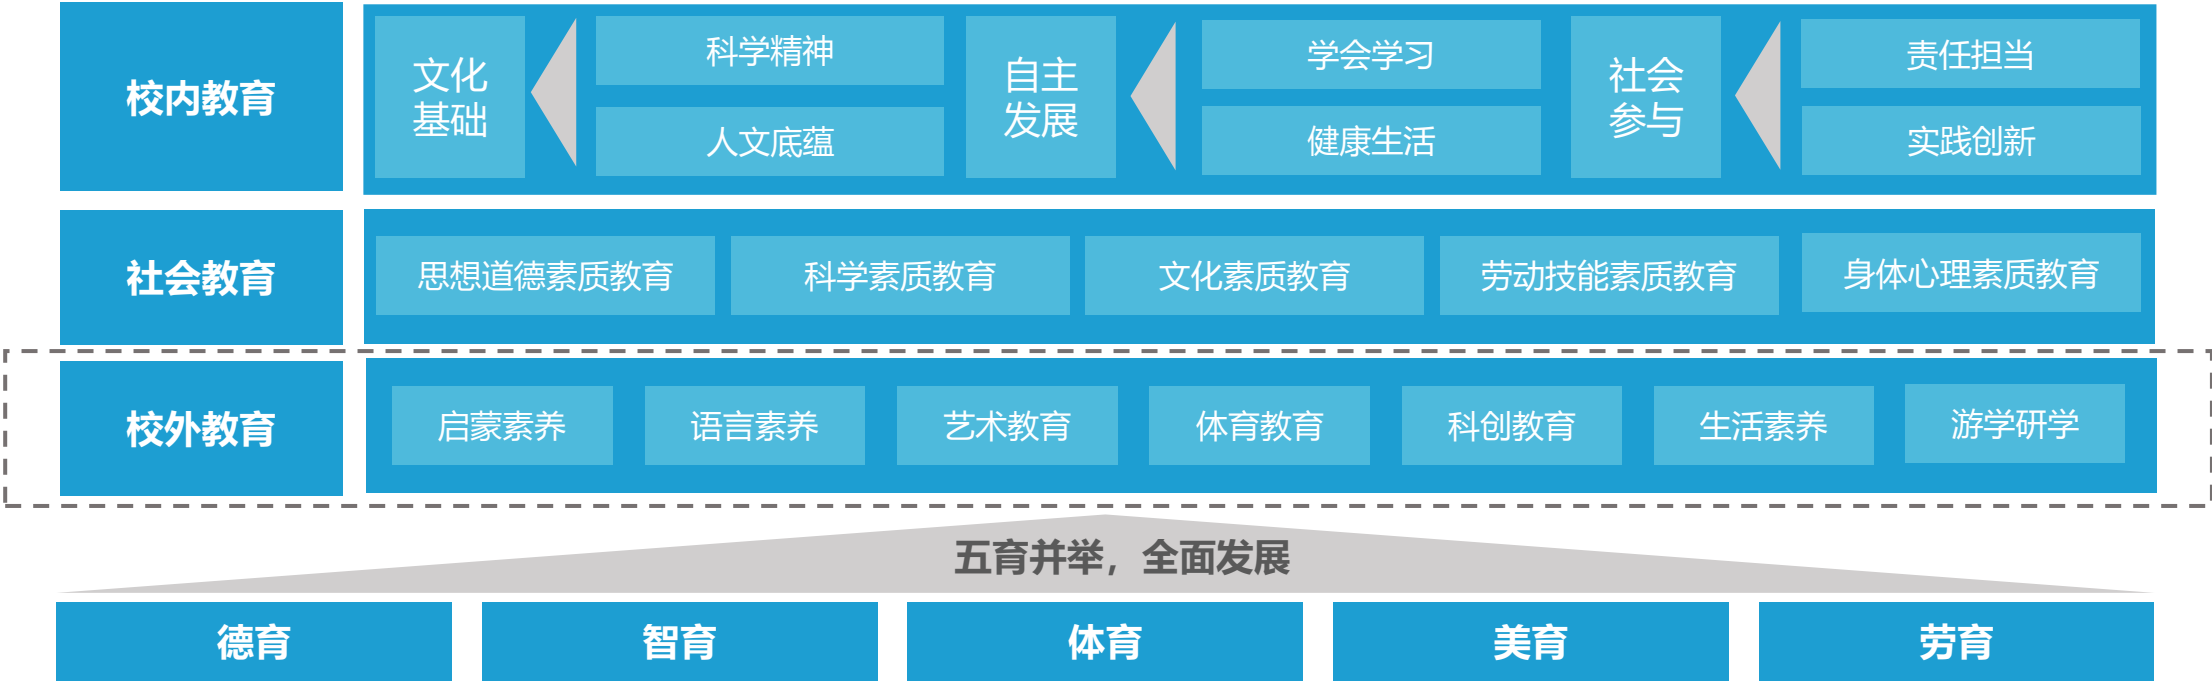 校内教育
文化
基础
科学精神
人文底蕴
自主
发展
学会学习
健康生活
社会
参与
责任担当
实践创新
社会教育
思想道德素质教育
科学素质教育
文化素质教育
劳动技能素质教育
身体心理素质教育
校外教育
启蒙素养
语言素养
艺术教育
体育教育
科创教育
生活素养
游学研学
五育并举，全面发展
德育
智育
体育
美育
劳育